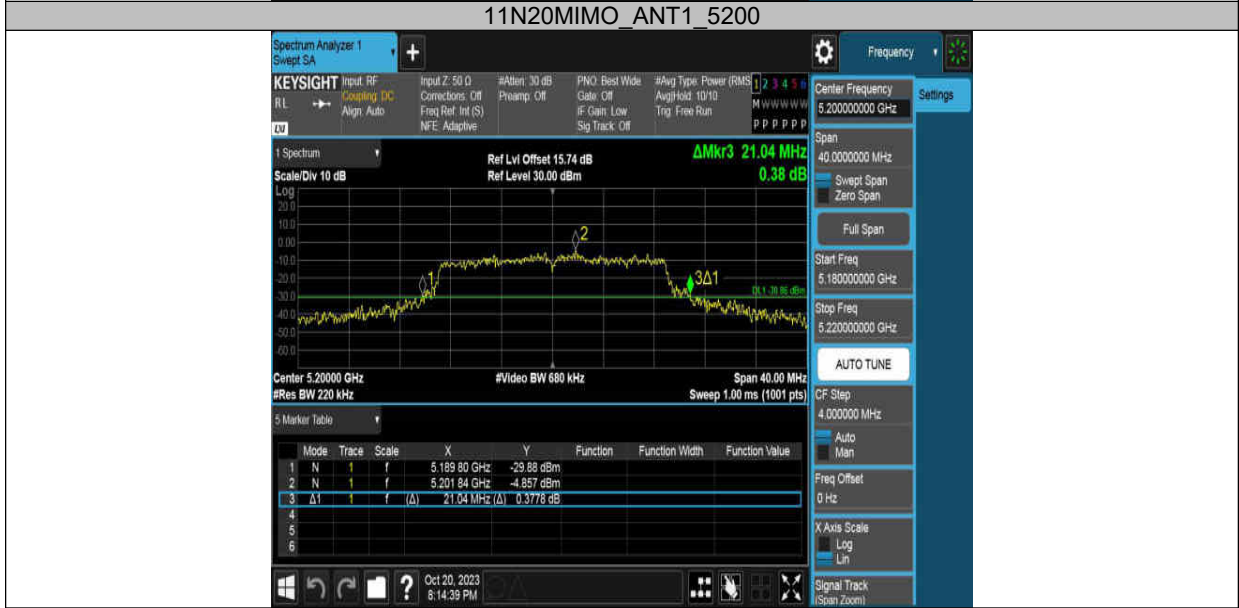 11N20MIMO_ANT1_5200
Spectrum Analyzer 1
Swept SA
Frequency
KEYSIGHT
RL
Input: RF
Coupling: DC
Align: Auto
Input Z: 50 Ω
Corrections: Off
Freq Ref: Int (S)
NFE: Adaptive
#Atten: 30 dB
Preamp: Off
PNO: Best Wide
Gate: Off
IF Gain: Low
Sig Track: Off
#Avg Type: Power (RMS
Avg|Hold: 10/10
Trig: Free Run
1 2 3 4 5 6
M W W W W W
P P P P P P
LXI
1 Spectrum
Scale/Div 10 dB
Ref Lvl Offset 15.74 dB
Ref Level 30.00 dBm
ΔMkr3 21.04 MHz
0.38 dB
Log
20.0
10.0
0.00
-10.0
-20.0
-30.0
-40.0
-50.0
-60.0
2
1
3Δ1
Center 5.20000 GHz
#Res BW 220 kHz
#Video BW 680 kHz
Span 40.00 MHz
Sweep 1.00 ms (1001 pts)
5 Marker Table
Mode Trace Scale X Y Function Function Width Function Value
1 N 1 f 5.189 80 GHz -29.88 dBm
2 N 1 f 5.201 84 GHz -4.857 dBm
3 Δ1 1 f (Δ) 21.04 MHz (Δ) 0.3778 dB
4
5
6
Oct 20, 2023
8:14:39 PM
Center Frequency
5.200000000 GHz
Settings
Span
40.0000000 MHz
Swept Span
Zero Span
Full Span
Start Freq
5.180000000 GHz
Stop Freq
5.220000000 GHz
AUTO TUNE
CF Step
4.000000 MHz
Auto
Man
Freq Offset
0 Hz
X Axis Scale
Log
Lin
Signal Track
(Span Zoom)